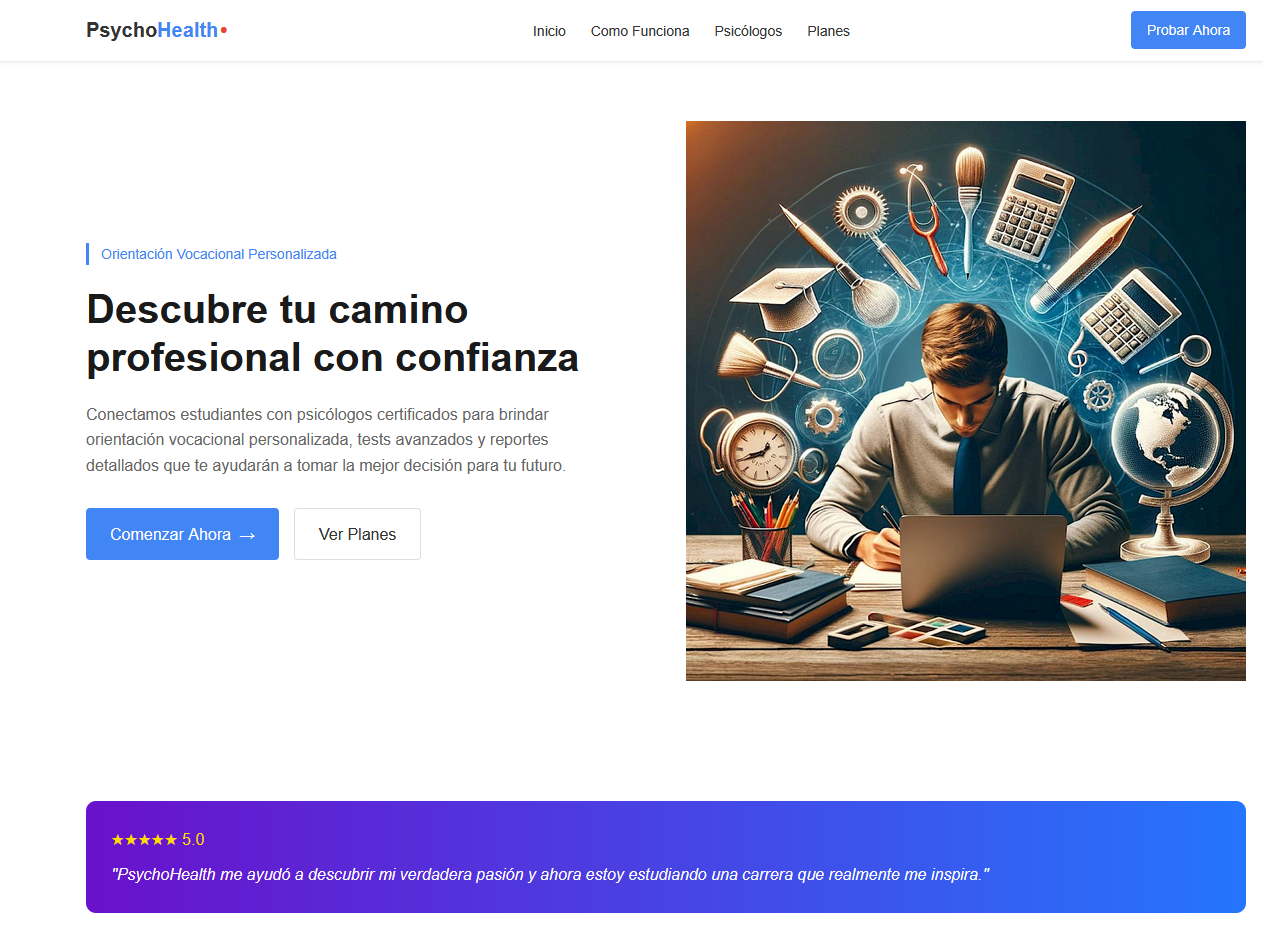 PsychoHealth•
Inicio Como Funciona Psicólogos Planes
Probar Ahora
Orientación Vocacional Personalizada
Descubre tu camino
profesional con confianza
Conectamos estudiantes con psicólogos certificados para brindar
orientación vocacional personalizada, tests avanzados y reportes
detallados que te ayudarán a tomar la mejor decisión para tu futuro.
Comenzar Ahora →
Ver Planes
★★★★★ 5.0
"PsychoHealth me ayudó a descubrir mi verdadera pasión y ahora estoy estudiando una carrera que realmente me inspira."